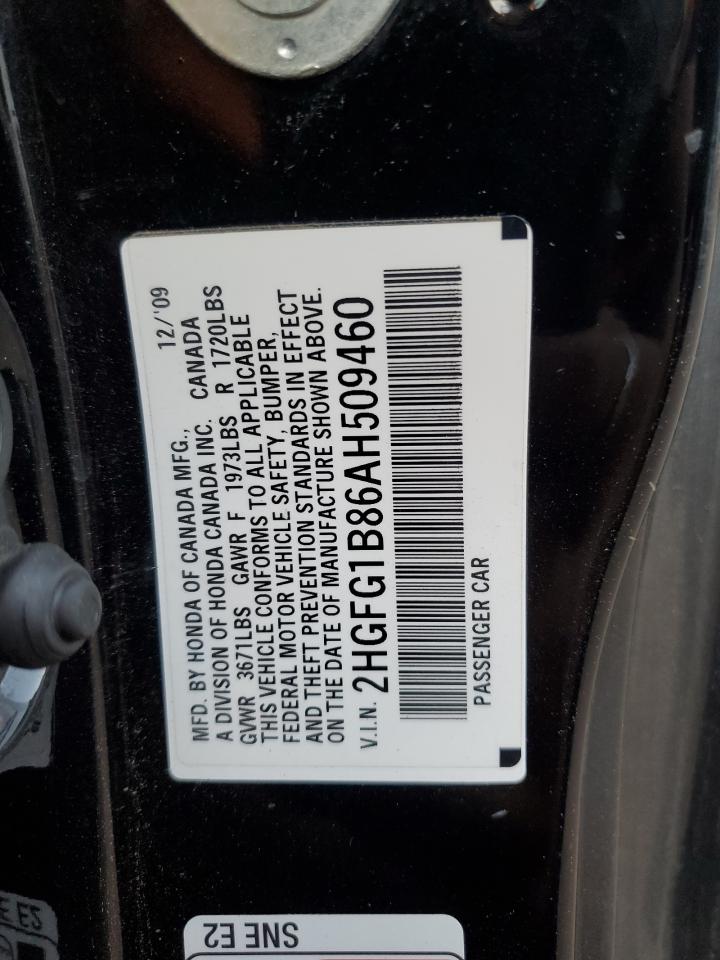 12/'09
MFD. BY HONDA OF CANADA MFG., CANADA
A DIVISION OF HONDA CANADA INC.
GVWR 3671LBS GAWR F 1973LBS R 1720LBS
THIS VEHICLE CONFORMS TO ALL APPLICABLE
FEDERAL MOTOR VEHICLE SAFETY, BUMPER,
AND THEFT PREVENTION STANDARDS IN EFFECT
ON THE DATE OF MANUFACTURE SHOWN ABOVE.
V.I.N. 2HGFG1B86AH509460
PASSENGER CAR
SNE E2